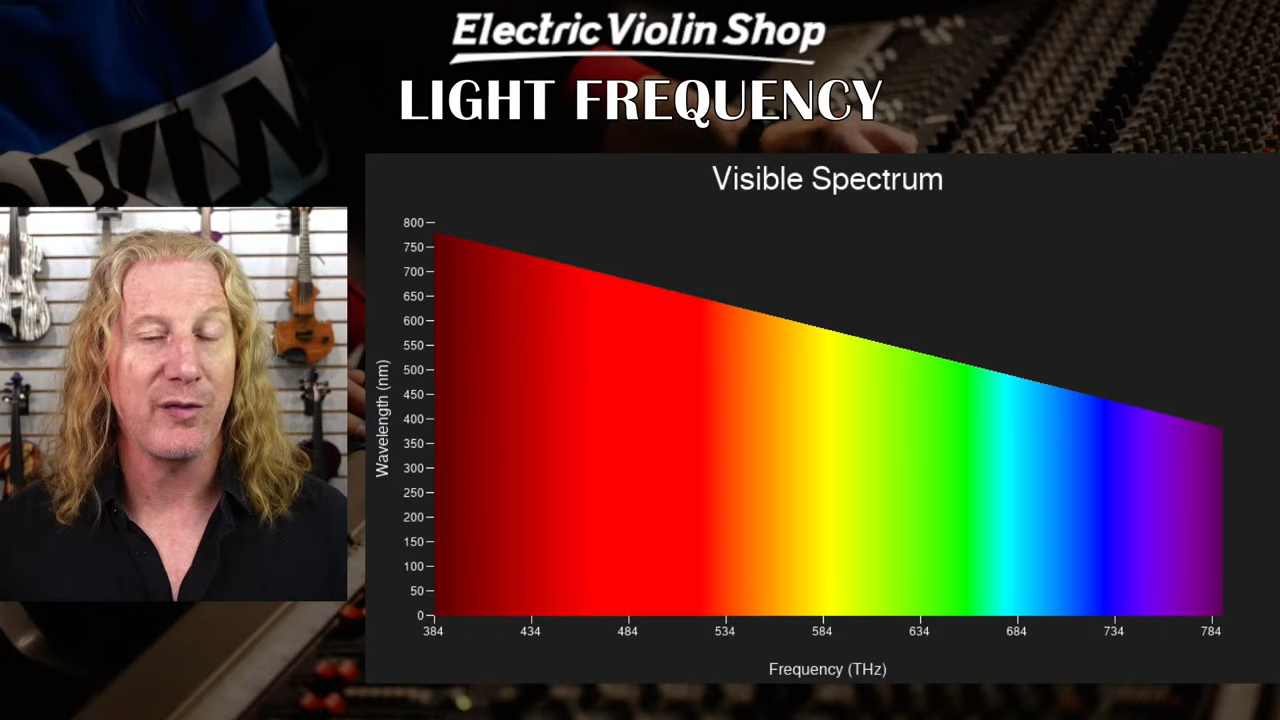 Electric Violin Shop
LIGHT FREQUENCY
Visible Spectrum
800
750
700
650
600
550
500
450
400
350
300
250
200
150
100
50
0
Wavelength (nm)
384 434 484 534 584 634 684 734 784
Frequency (THz)